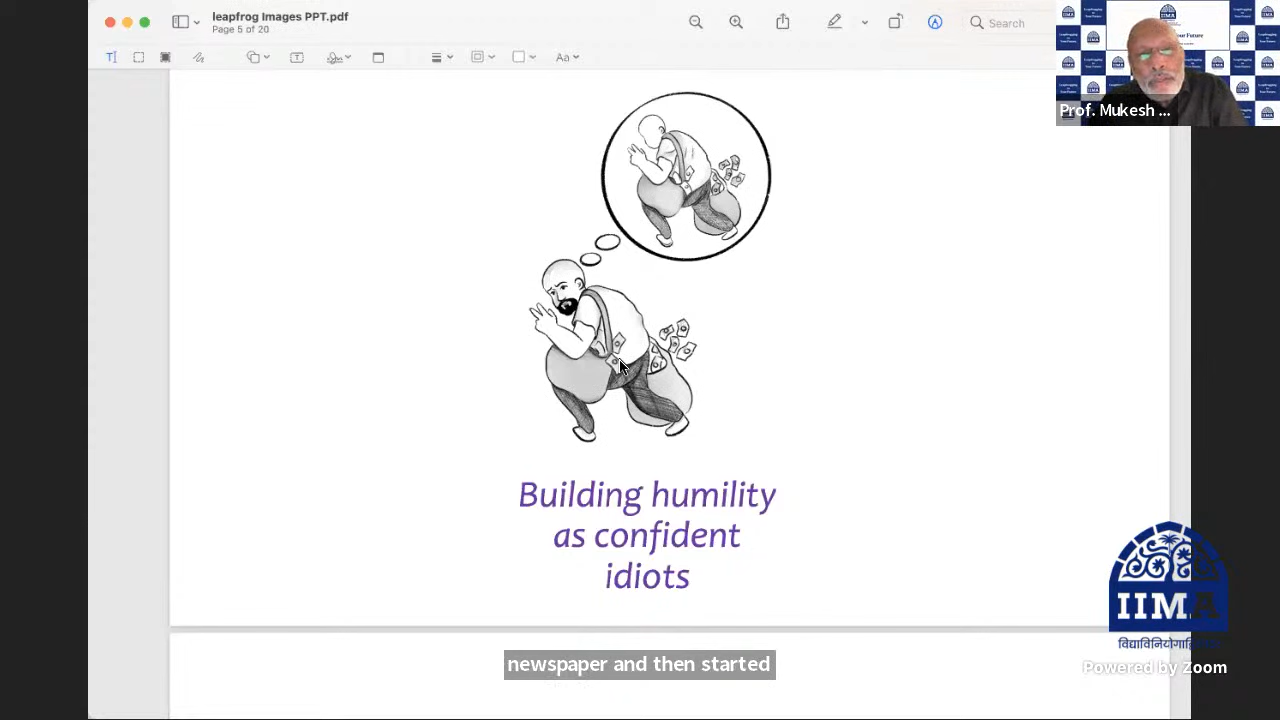 leapfrog Images PPT.pdf
Page 5 of 20
Search
Aa
Prof. Mukesh ...
Building humility
as confident
idiots
newspaper and then started
IIMA
Powered by Zoom